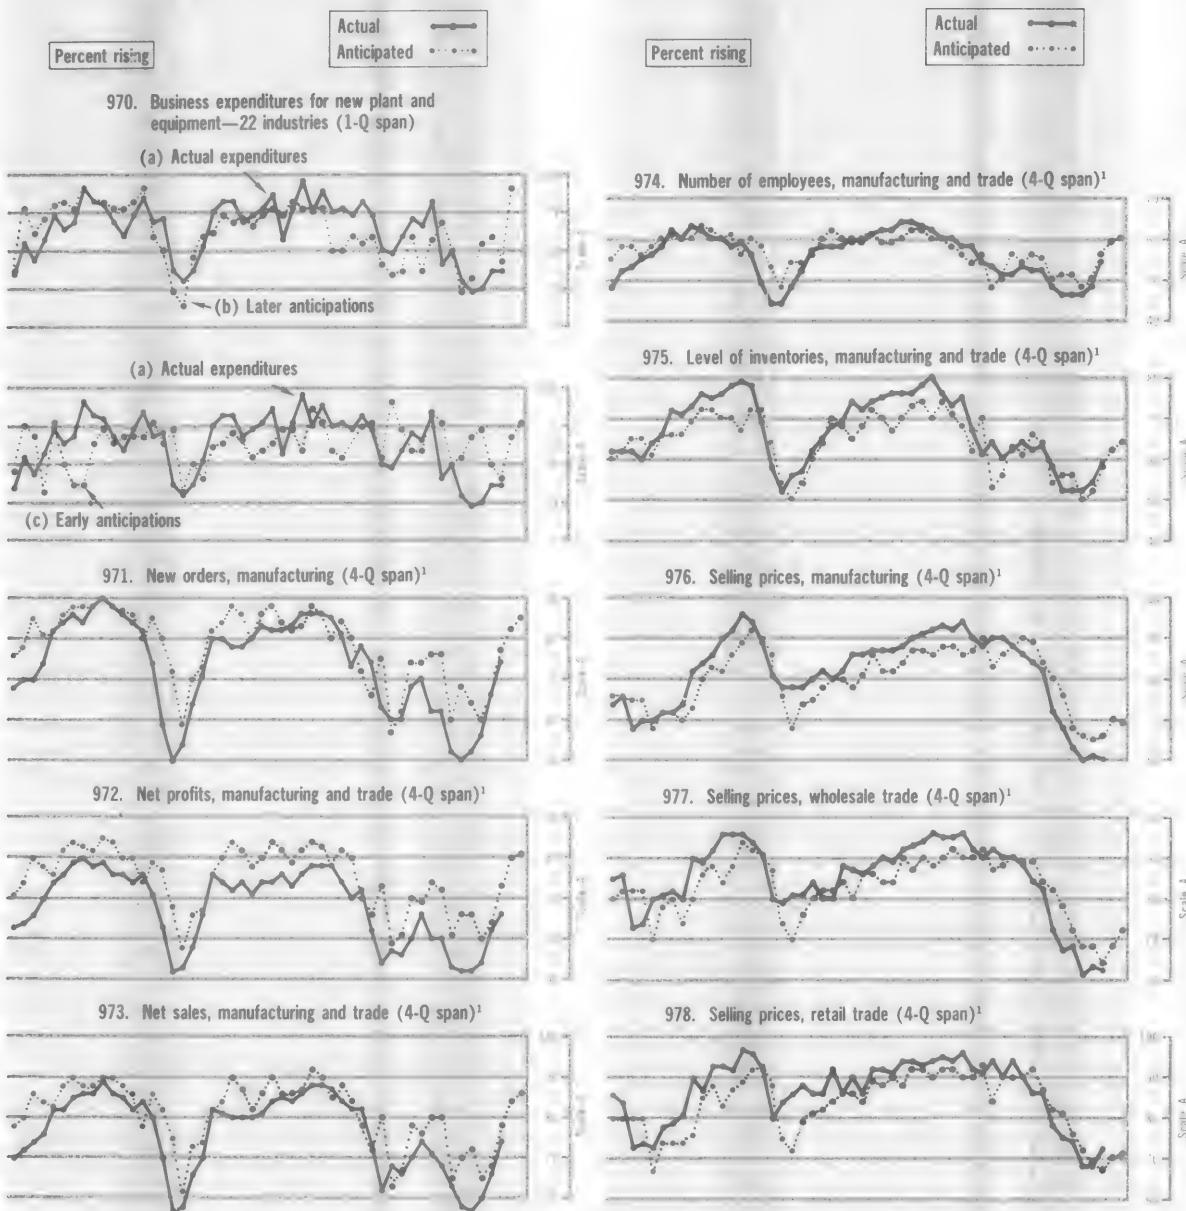 Percent rising
Actual
Anticipated
970. Business expenditures for new plant and
equipment—22 industries (1-Q span)
(a) Actual expenditures
(b) Later anticipations
(a) Actual expenditures
(c) Early anticipations
971. New orders, manufacturing (4-Q span)¹
972. Net profits, manufacturing and trade (4-Q span)¹
973. Net sales, manufacturing and trade (4-Q span)¹
Percent rising
Actual
Anticipated
974. Number of employees, manufacturing and trade (4-Q span)¹
975. Level of inventories, manufacturing and trade (4-Q span)¹
976. Selling prices, manufacturing (4-Q span)¹
977. Selling prices, wholesale trade (4-Q span)¹
Scale A
978. Selling prices, retail trade (4-Q span)¹
100
Scale A